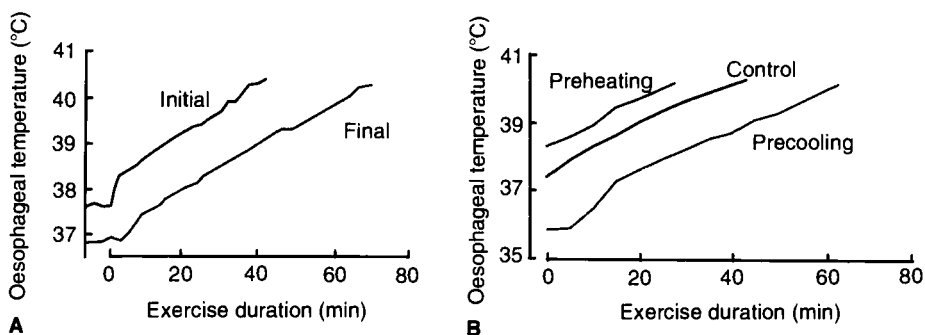 Oesophageal temperature (°C)
41
40
39
38
37
0
20
40
60
80
Initial
Final
Exercise duration (min)
A
Oesophageal temperature (°C)
41
39
37
35
0
20
40
60
80
Preheating
Control
Precooling
Exercise duration (min)
B